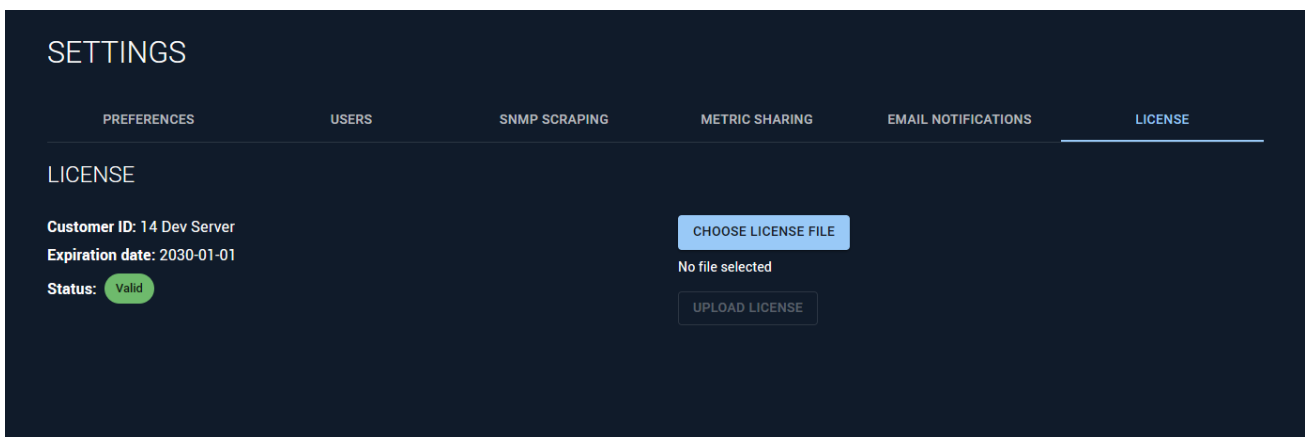 SETTINGS
PREFERENCES USERS SNMP SCRAPING METRIC SHARING EMAIL NOTIFICATIONS LICENSE
LICENSE
Customer ID: 14 Dev Server
Expiration date: 2030-01-01
Status: Valid
CHOOSE LICENSE FILE
No file selected
UPLOAD LICENSE